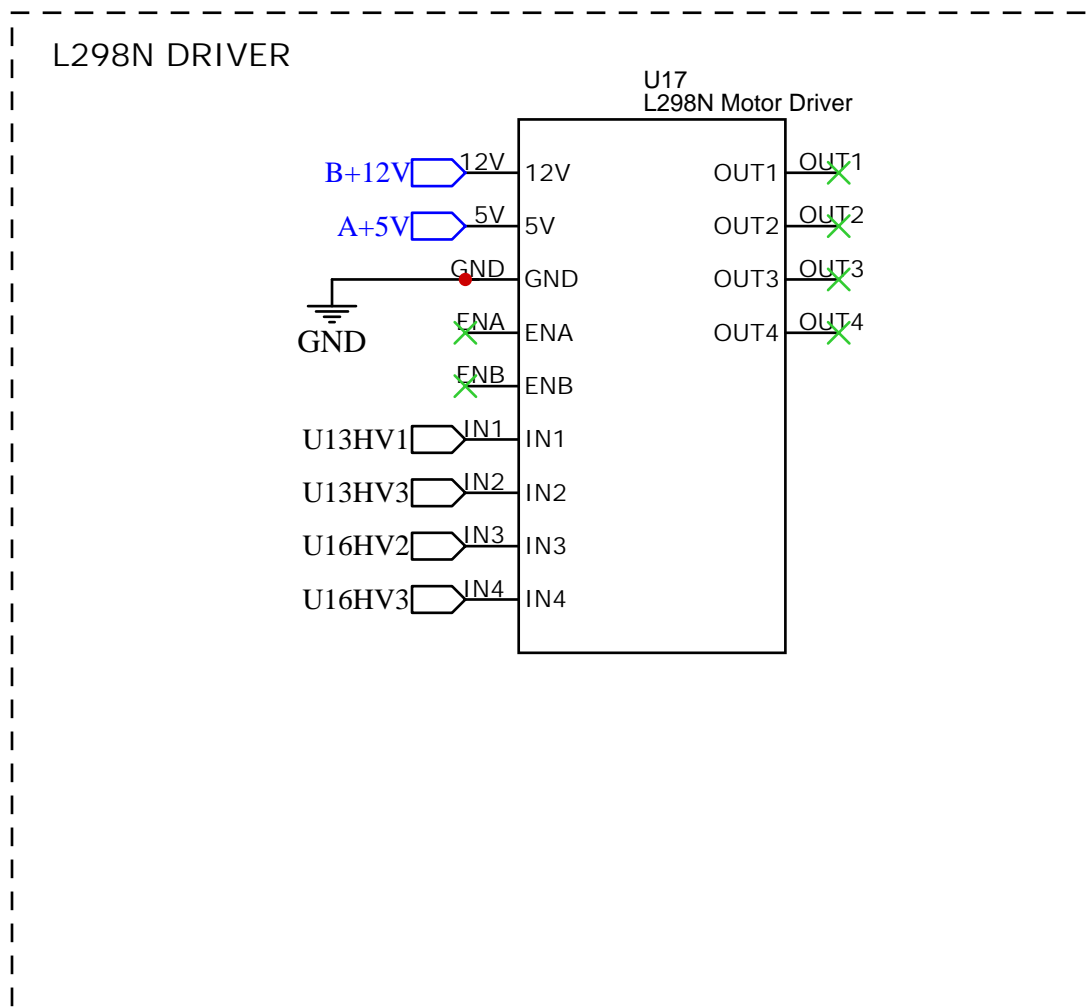 L298N DRIVER
U17
L298N Motor Driver
B+12V 12V 12V OUT1 OUT1
A+5V 5V 5V OUT2 OUT2
GND GND OUT3 OUT3
GND
ENA ENA OUT4 OUT4
ENB ENB
U13HV1 IN1 IN1
U13HV3 IN2 IN2
U16HV2 IN3 IN3
U16HV3 IN4 IN4